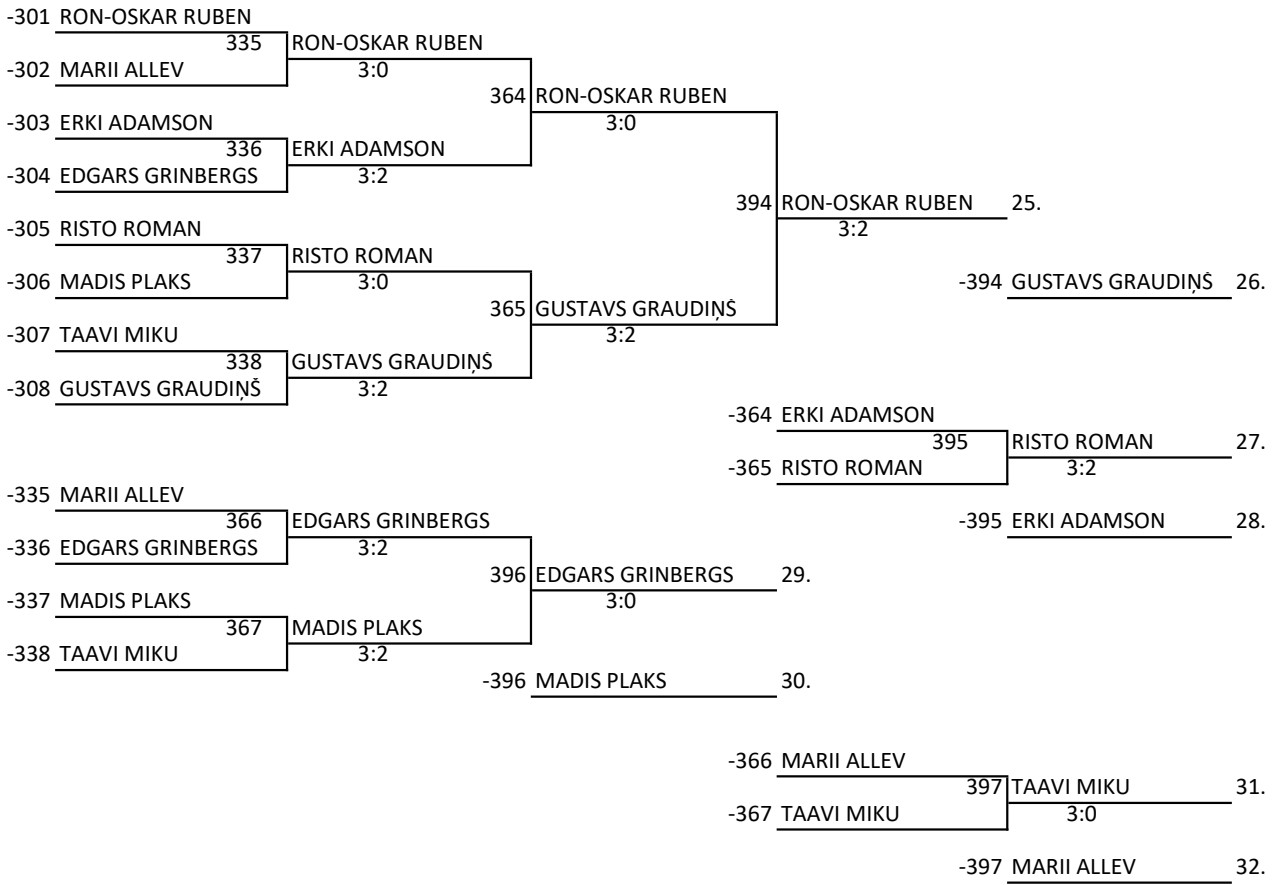 -301 RON-OSKAR RUBEN
335 RON-OSKAR RUBEN
-302 MARII ALLEV 3:0
364 RON-OSKAR RUBEN
-303 ERKI ADAMSON 3:0
336 ERKI ADAMSON
-304 EDGARS GRINBERGS 3:2
394 RON-OSKAR RUBEN 25.
-305 RISTO ROMAN 3:2
337 RISTO ROMAN
-306 MADIS PLAKS 3:0 -394 GUSTAVS GRAUDIŅŠ 26.
365 GUSTAVS GRAUDIŅŠ
-307 TAAVI MIKU 3:2
338 GUSTAVS GRAUDIŅŠ
-308 GUSTAVS GRAUDIŅŠ 3:2
-364 ERKI ADAMSON
395 RISTO ROMAN 27.
-365 RISTO ROMAN 3:2
-335 MARII ALLEV
366 EDGARS GRINBERGS -395 ERKI ADAMSON 28.
-336 EDGARS GRINBERGS 3:2
396 EDGARS GRINBERGS 29.
-337 MADIS PLAKS 3:0
367 MADIS PLAKS
-338 TAAVI MIKU 3:2
-396 MADIS PLAKS 30.
-366 MARII ALLEV
397 TAAVI MIKU 31.
-367 TAAVI MIKU 3:0
-397 MARII ALLEV 32.